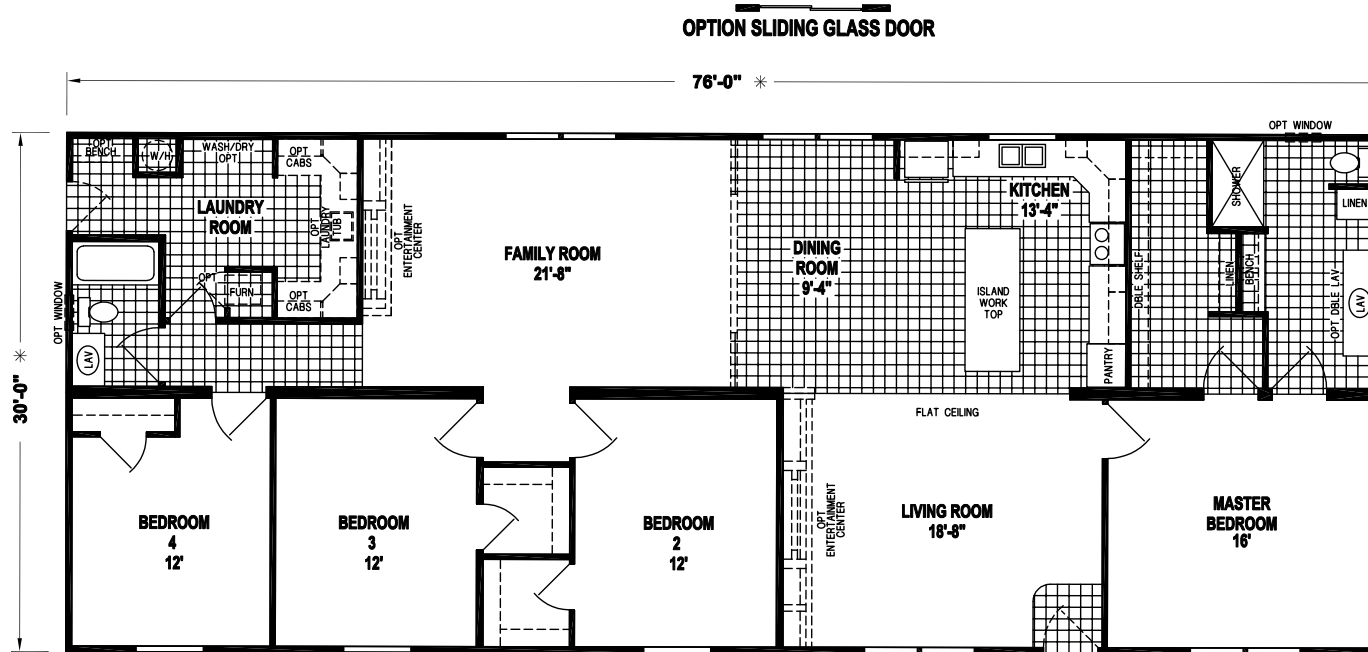 OPTION SLIDING GLASS DOOR
76'-0" ✳
OPT WINDOW
OPT
BENCH
W/H
WASH/DRY
OPT
OPT
CABS
LAUNDRY
ROOM
OPT
LAUNDRY
TUB
OPT
ENTERTAINMENT
CENTER
FAMILY ROOM
21'-8"
DINING
ROOM
9'-4"
KITCHEN
13'-4"
ISLAND
WORK
TOP
PANTRY
DBLE SHELF
SHOWER
LINEN
BENCH
LINEN
OPT DBLE LAV
LAV
OPT WINDOW
LAV
OPT
FURN
OPT
CABS
30'-0" ✳
FLAT CEILING
BEDROOM
4
12'
BEDROOM
3
12'
BEDROOM
2
12'
OPT
ENTERTAINMENT
CENTER
LIVING ROOM
18'-8"
MASTER
BEDROOM
16'